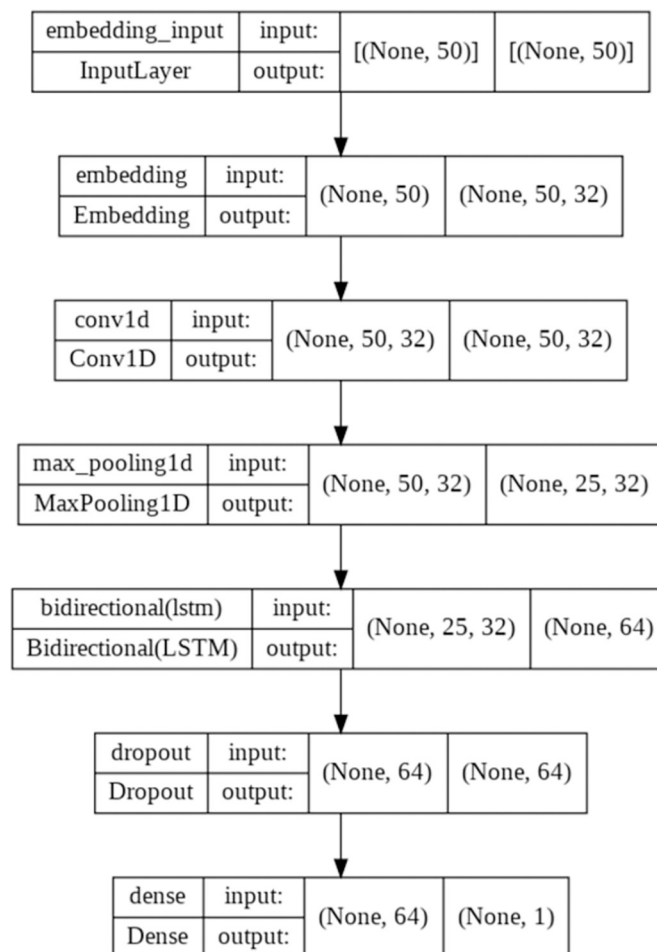 embedding_input input: [(None, 50)] [(None, 50)]
InputLayer output:
embedding input: (None, 50) (None, 50, 32)
Embedding output:
conv1d input: (None, 50, 32) (None, 50, 32)
Conv1D output:
max_pooling1d input: (None, 50, 32) (None, 25, 32)
MaxPooling1D output:
bidirectional(lstm) input: (None, 25, 32) (None, 64)
Bidirectional(LSTM) output:
dropout input: (None, 64) (None, 64)
Dropout output:
dense input: (None, 64) (None, 1)
Dense output: